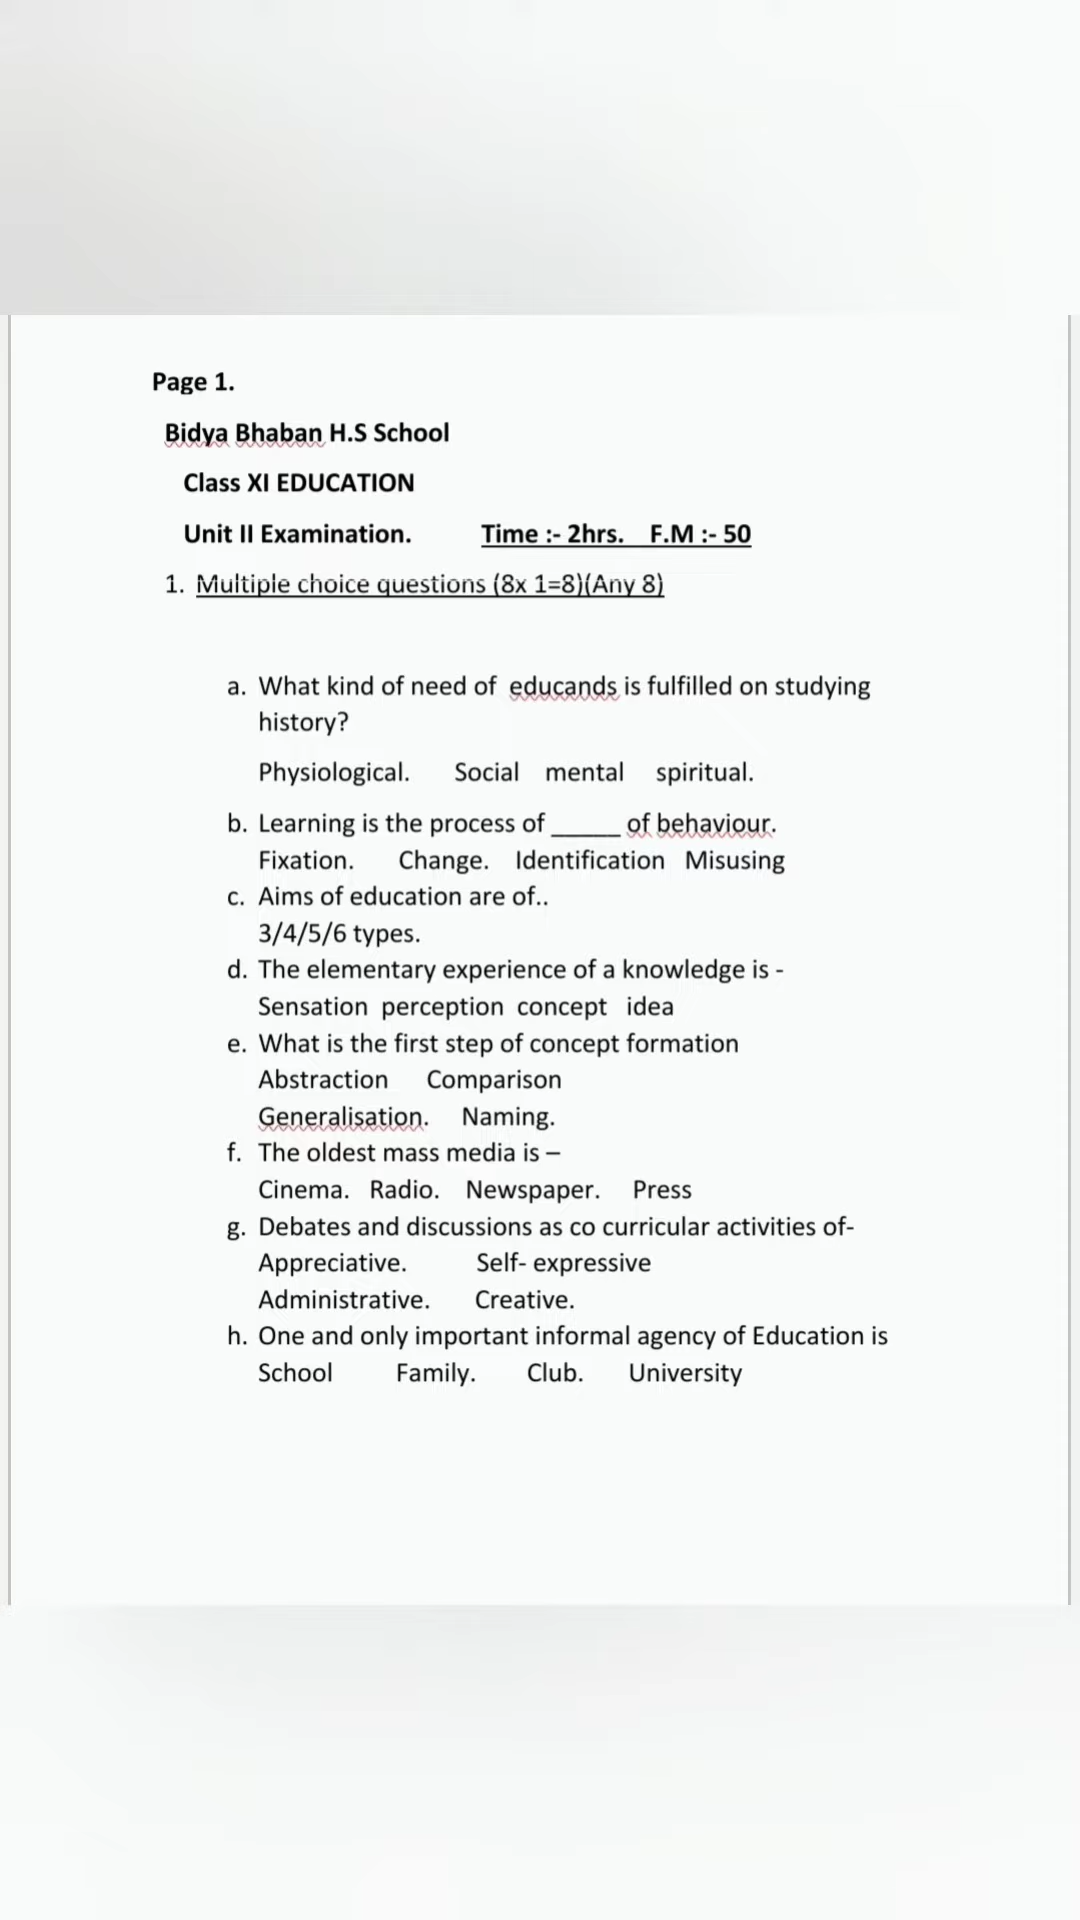 Page 1.
Bidya Bhaban H.S School
Class XI EDUCATION
Unit II Examination. Time :- 2hrs. F.M :- 50
1. Multiple choice questions (8x 1=8)(Any 8)
a. What kind of need of educands is fulfilled on studying
history?
Physiological. Social mental spiritual.
b. Learning is the process of _____ of behaviour.
Fixation. Change. Identification Misusing
c. Aims of education are of..
3/4/5/6 types.
d. The elementary experience of a knowledge is -
Sensation perception concept idea
e. What is the first step of concept formation
Abstraction Comparison
Generalisation. Naming.
f. The oldest mass media is –
Cinema. Radio. Newspaper. Press
g. Debates and discussions as co curricular activities of-
Appreciative. Self- expressive
Administrative. Creative.
h. One and only important informal agency of Education is
School Family. Club. University